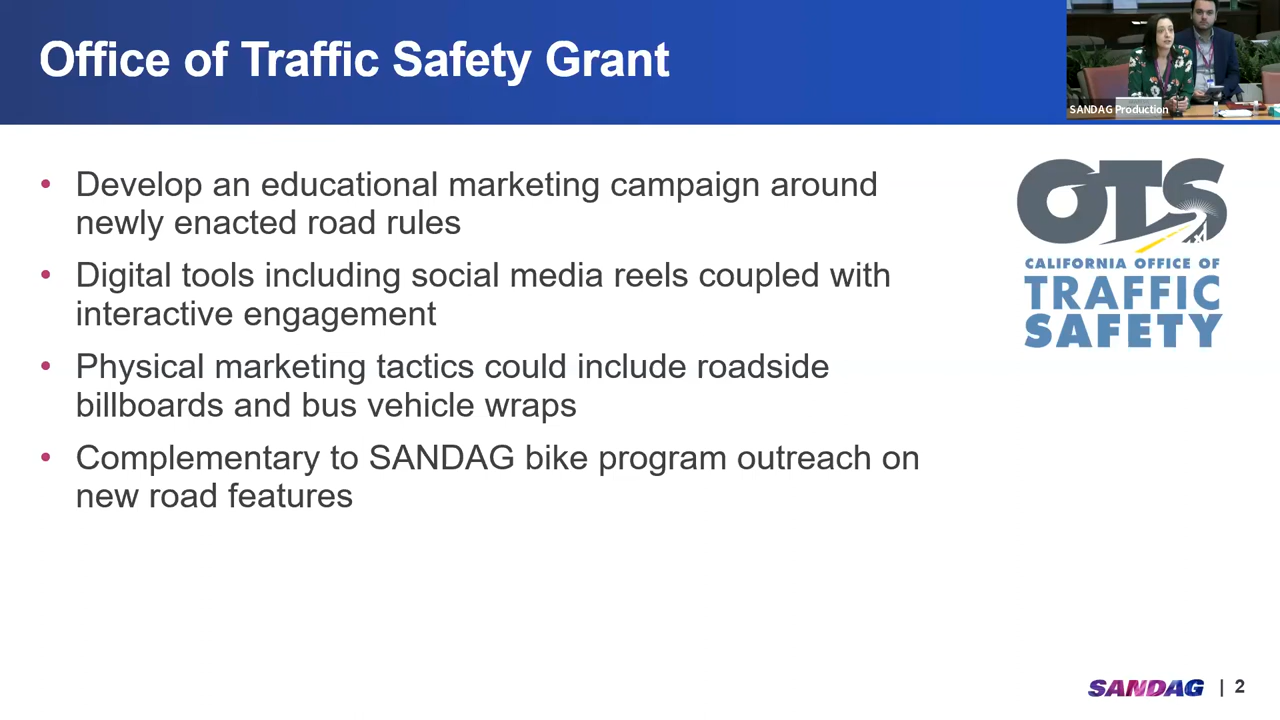 Office of Traffic Safety Grant
SANDAG Production
• Develop an educational marketing campaign around
newly enacted road rules
• Digital tools including social media reels coupled with
interactive engagement
• Physical marketing tactics could include roadside
billboards and bus vehicle wraps
• Complementary to SANDAG bike program outreach on
new road features
OTS
CALIFORNIA OFFICE OF
TRAFFIC
SAFETY
SANDAG | 2